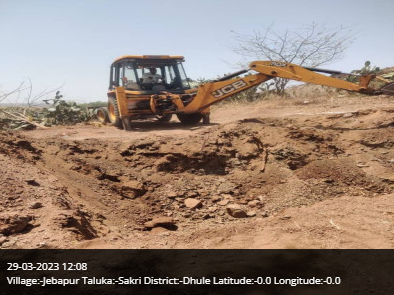 JCB
29-03-2023 12:08
Village:-Jebapur Taluka:-Sakri District:-Dhule Latitude:-0.0 Longitude:-0.0